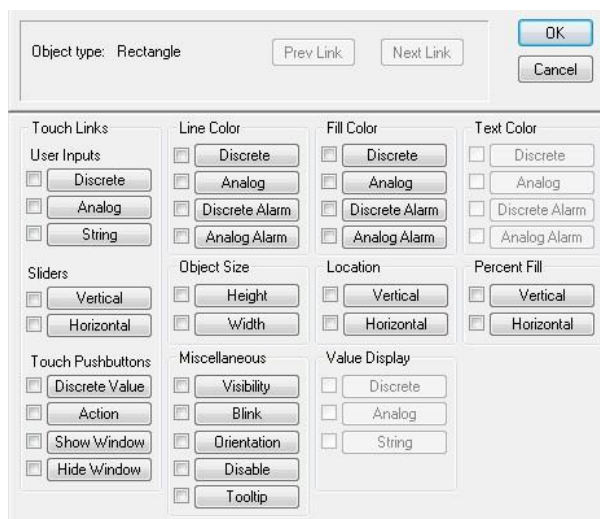 Object type: Rectangle
Prev Link
Next Link
OK
Cancel
Touch Links
User Inputs
Discrete
Analog
String
Sliders
Vertical
Horizontal
Touch Pushbuttons
Discrete Value
Action
Show Window
Hide Window
Line Color
Discrete
Analog
Discrete Alarm
Analog Alarm
Object Size
Height
Width
Miscellaneous
Visibility
Blink
Orientation
Disable
Tooltip
Fill Color
Discrete
Analog
Discrete Alarm
Analog Alarm
Location
Vertical
Horizontal
Value Display
Discrete
Analog
String
Text Color
Discrete
Analog
Discrete Alarm
Analog Alarm
Percent Fill
Vertical
Horizontal